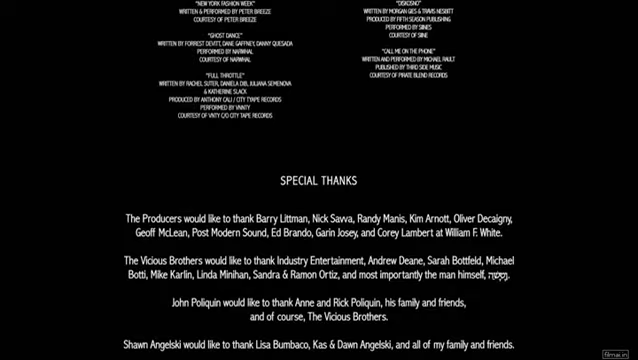 "NEW YORK FASHION WEEK"
WRITTEN & PERFORMED BY PETER BREEZE
COURTESY OF PETER BREEZE
"GHOST DANCE"
WRITTEN BY FORREST DEVITT, DANE GAFFNEY, DANNY QUESADA
PERFORMED BY NARWHAL
COURTESY OF NARWHAL
"FULL THROTTLE"
WRITTEN BY RACHEL SUTER, DANIELA DIB, JULIANA SEMENOVA
& KATHERINE SLACK
PRODUCED BY ANTHONY CALI / CITY TYAPE RECORDS
PERFORMED BY VNNTY
COURTESY OF VNTY C/O CITY TAPE RECORDS
WRITTEN BY MORGAN GIES & TRAVIS NESBITT
PRODUCED BY FIFTH SEASON PUBLISHING
PERFORMED BY SIINES
COURTESY OF SIINE
"CALL ME ON THE PHONE"
WRITTEN AND PERFORMED BY MICHAEL RAULT
PUBLISHED BY THIRD SIDE MUSIC
COURTESY OF PIRATE BLEND RECORDS
SPECIAL THANKS
The Producers would like to thank Barry Littman, Nick Savva, Randy Manis, Kim Arnott, Oliver Decaigny,
Geoff McLean, Post Modern Sound, Ed Brando, Garin Josey, and Corey Lambert at William F. White.
The Vicious Brothers would like to thank Industry Entertainment, Andrew Deane, Sarah Bottfeld, Michael
Botti, Mike Karlin, Linda Minihan, Sandra & Ramon Ortiz, and most importantly the man himself,
John Poliquin would like to thank Anne and Rick Poliquin, his family and friends,
and of course, The Vicious Brothers.
Shawn Angelski would like to thank Lisa Bumbaco, Kas & Dawn Angelski, and all of my family and friends.
filmai.in